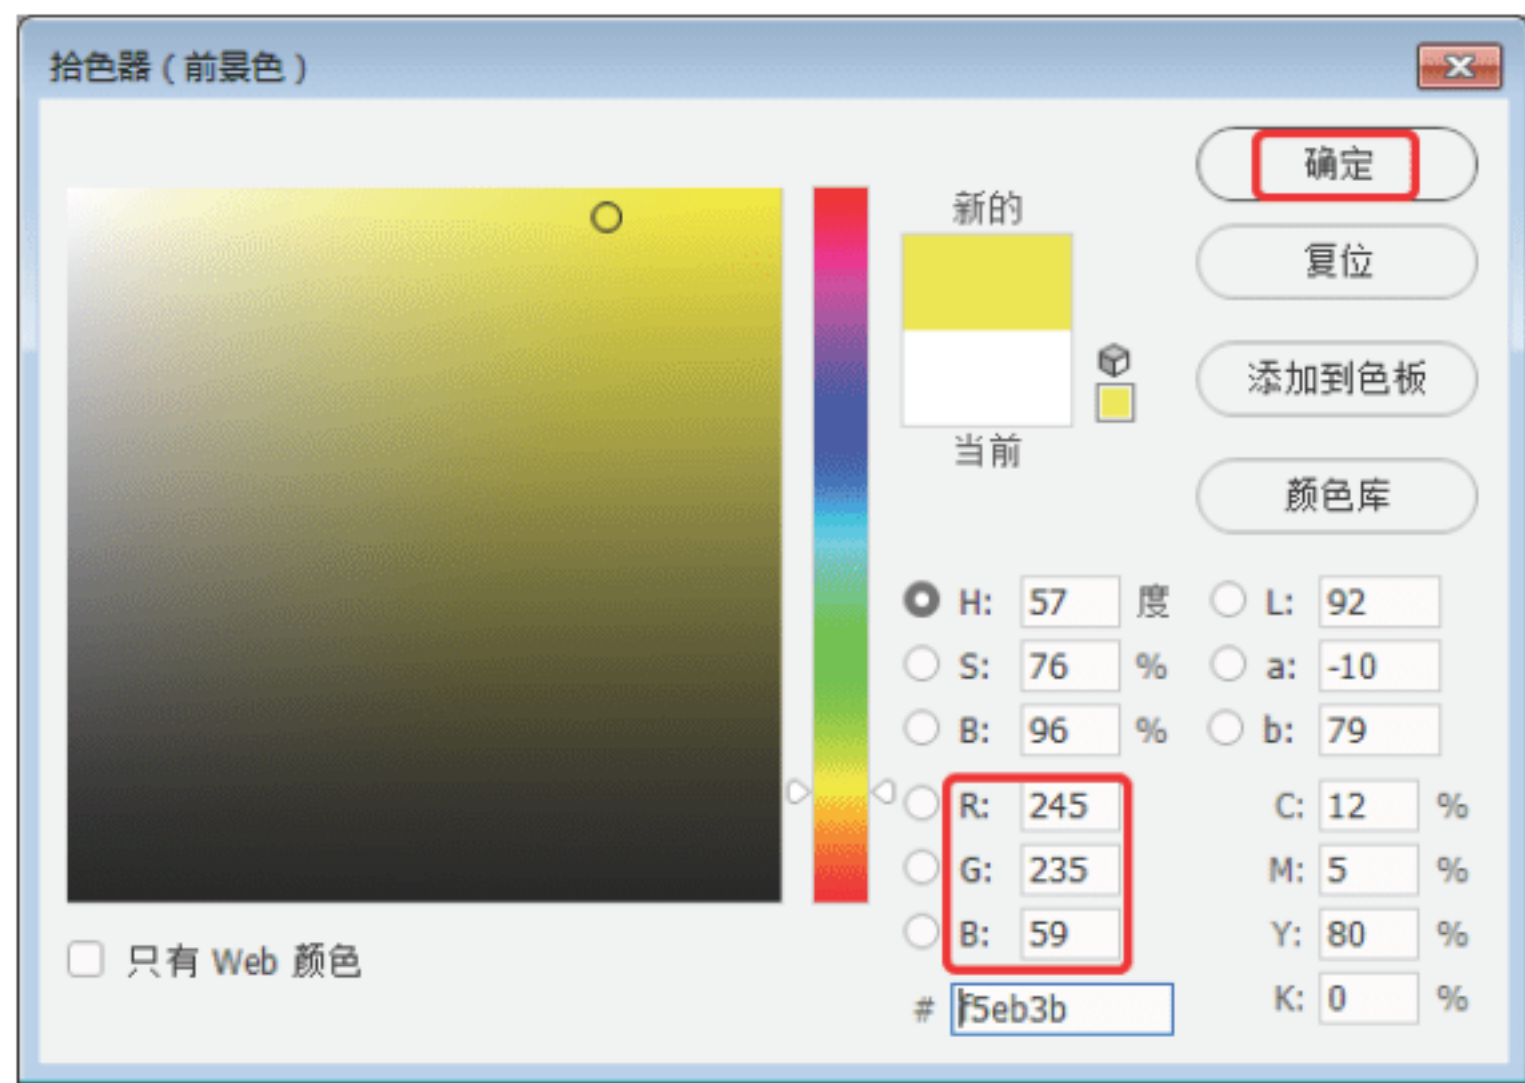 拾色器（前景色）
确定
新的
复位
添加到色板
当前
颜色库
H: 57 度 L: 92
S: 76 % a: -10
B: 96 % b: 79
R: 245 C: 12 %
G: 235 M: 5 %
B: 59 Y: 80 %
只有 Web 颜色
# f5eb3b K: 0 %